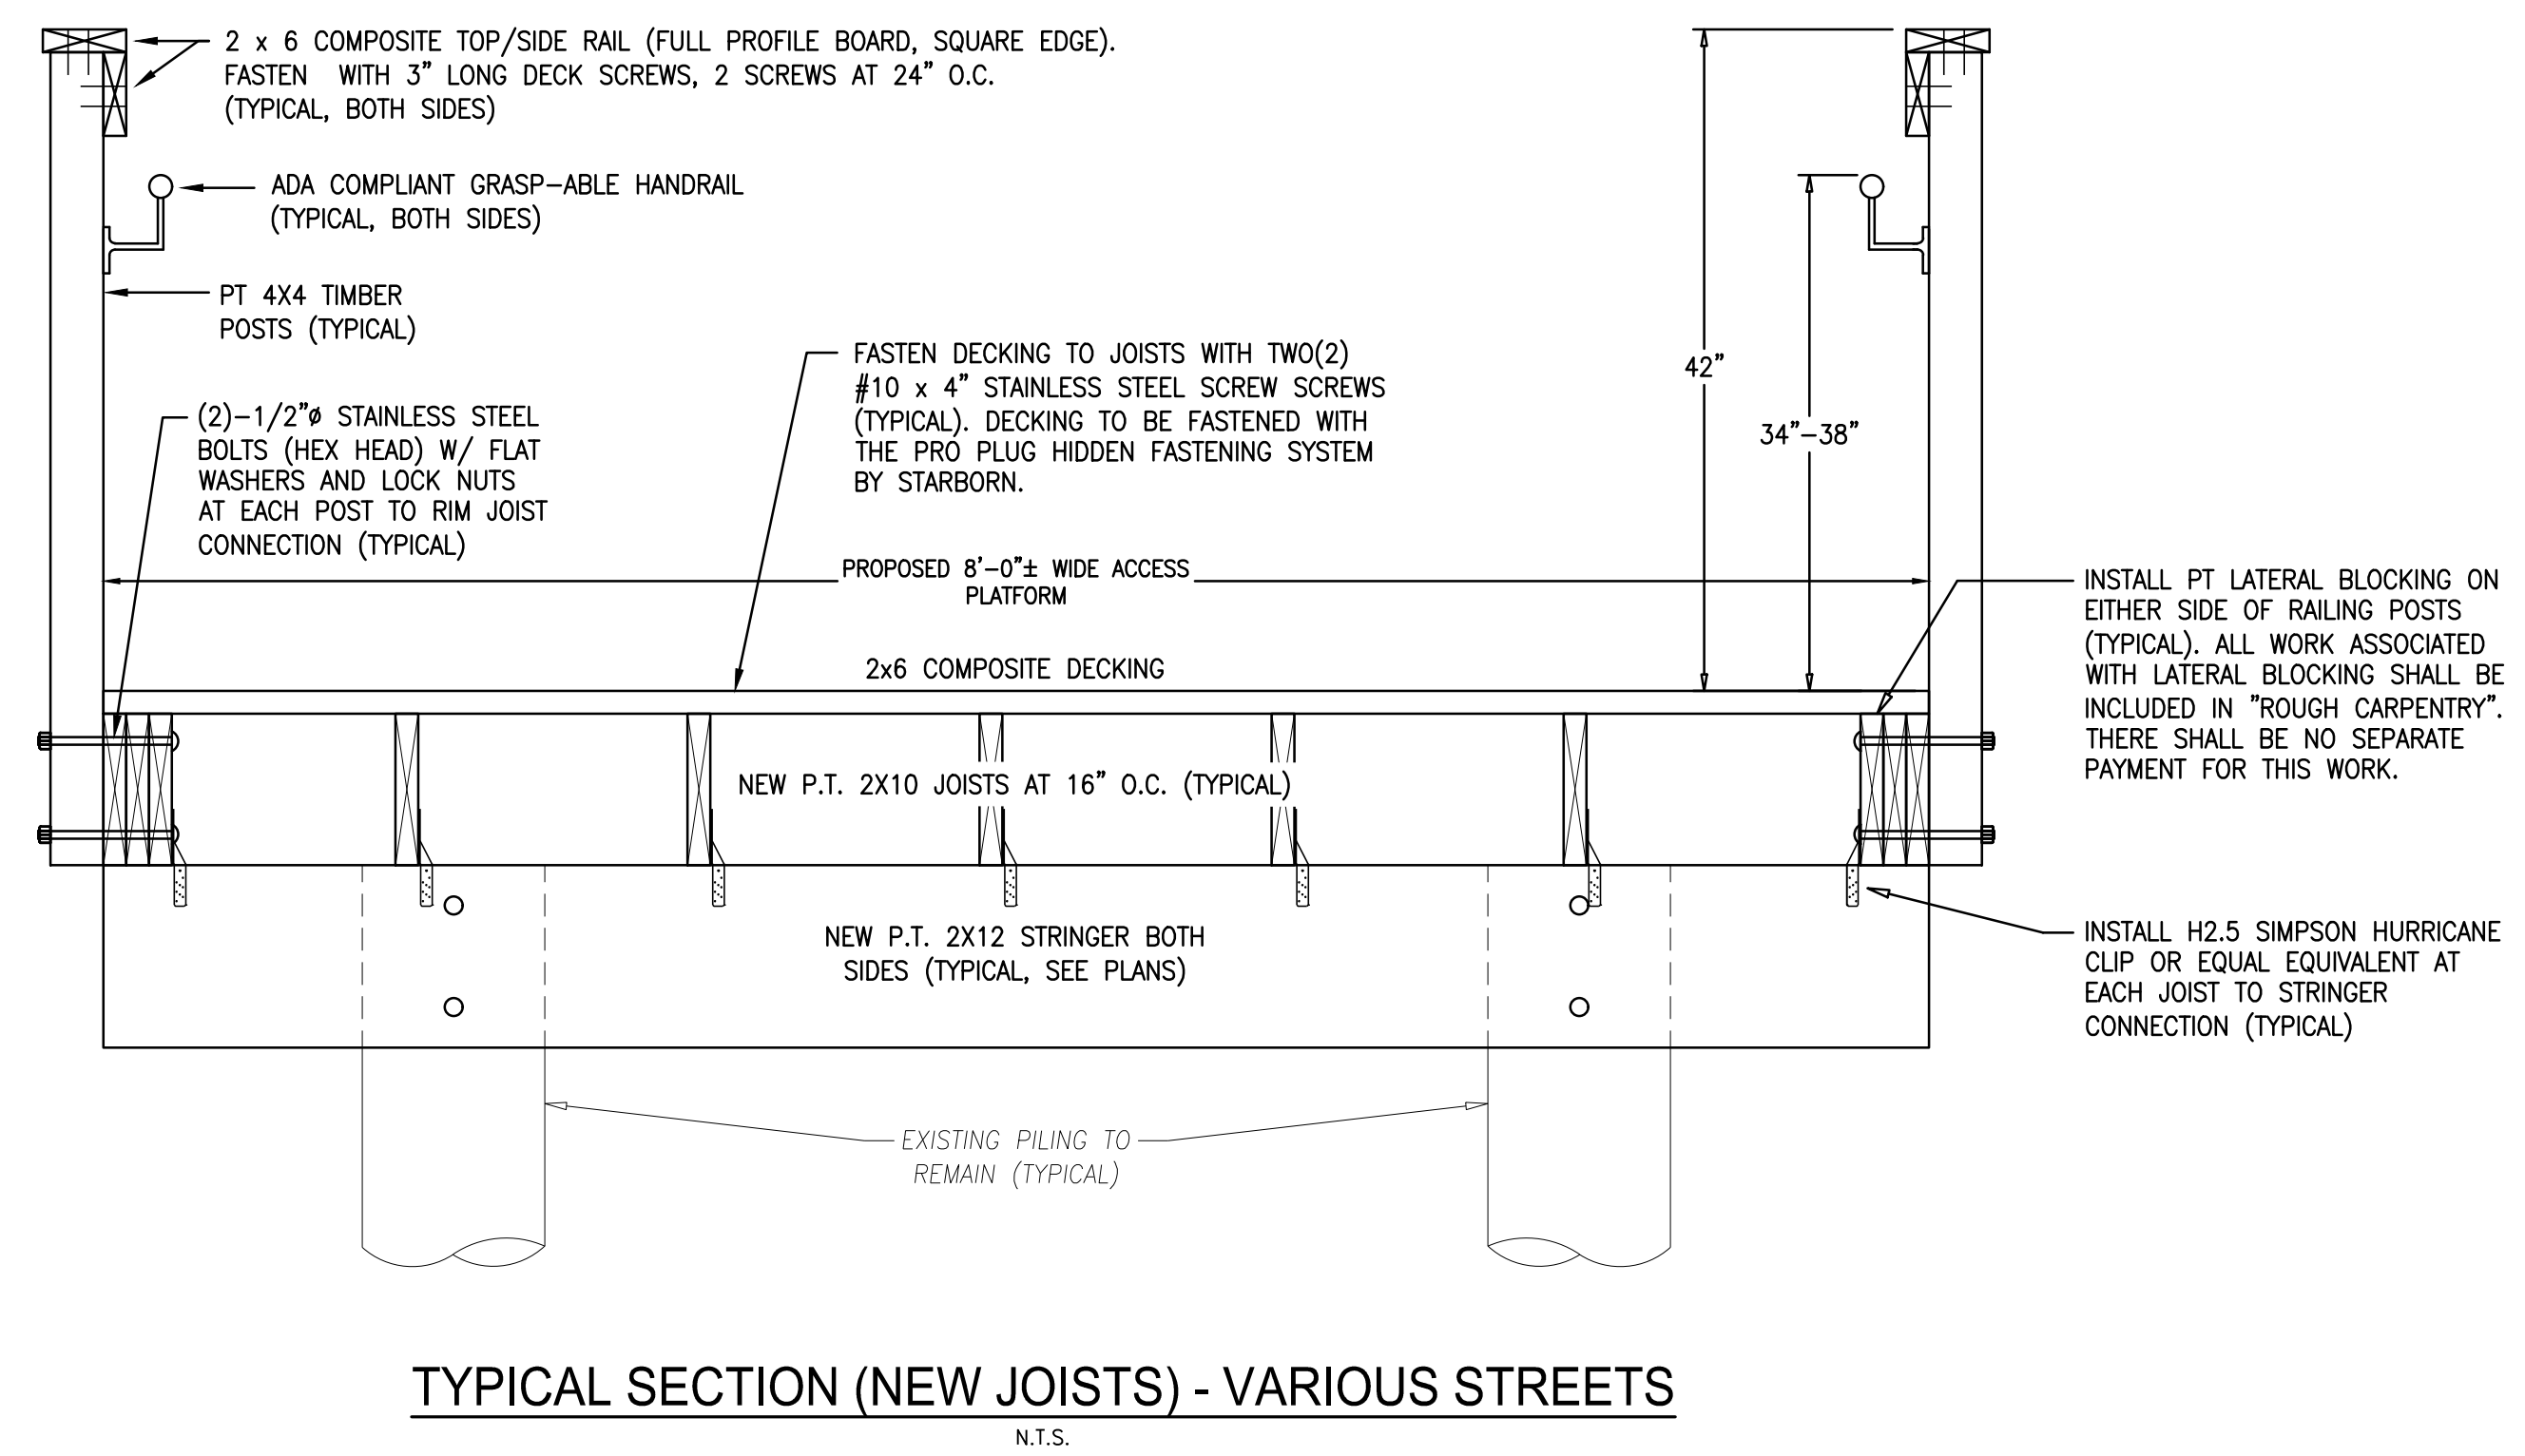 2 x 6 COMPOSITE TOP/SIDE RAIL (FULL PROFILE BOARD, SQUARE EDGE).
FASTEN WITH 3” LONG DECK SCREWS, 2 SCREWS AT 24” O.C.
(TYPICAL, BOTH SIDES)
ADA COMPLIANT GRASP-ABLE HANDRAIL
(TYPICAL, BOTH SIDES)
PT 4X4 TIMBER
POSTS (TYPICAL)
(2)-1/2”ø STAINLESS STEEL
BOLTS (HEX HEAD) W/ FLAT
WASHERS AND LOCK NUTS
AT EACH POST TO RIM JOIST
CONNECTION (TYPICAL)
FASTEN DECKING TO JOISTS WITH TWO(2)
#10 x 4” STAINLESS STEEL SCREW SCREWS
(TYPICAL). DECKING TO BE FASTENED WITH
THE PRO PLUG HIDDEN FASTENING SYSTEM
BY STARBORN.
42”
34”-38”
PROPOSED 8’-0”± WIDE ACCESS
PLATFORM
2x6 COMPOSITE DECKING
INSTALL PT LATERAL BLOCKING ON
EITHER SIDE OF RAILING POSTS
(TYPICAL). ALL WORK ASSOCIATED
WITH LATERAL BLOCKING SHALL BE
INCLUDED IN "ROUGH CARPENTRY".
THERE SHALL BE NO SEPARATE
PAYMENT FOR THIS WORK.
NEW P.T. 2X10 JOISTS AT 16” O.C. (TYPICAL)
NEW P.T. 2X12 STRINGER BOTH
SIDES (TYPICAL, SEE PLANS)
INSTALL H2.5 SIMPSON HURRICANE
CLIP OR EQUAL EQUIVALENT AT
EACH JOIST TO STRINGER
CONNECTION (TYPICAL)
EXISTING PILING TO
REMAIN (TYPICAL)
TYPICAL SECTION (NEW JOISTS) - VARIOUS STREETS
N.T.S.